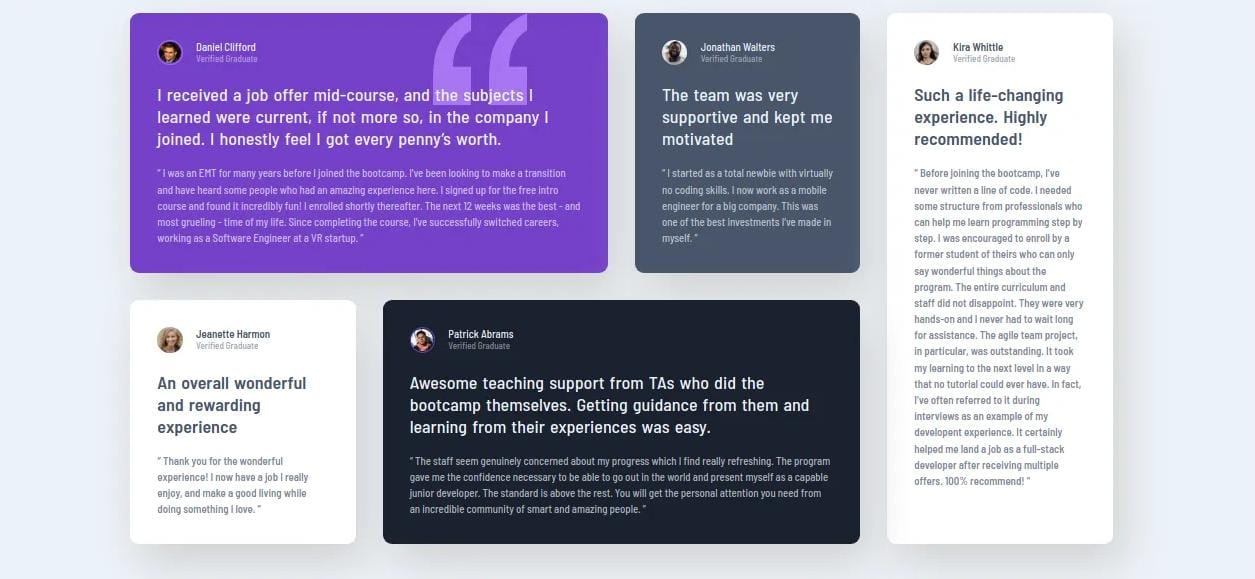 Daniel Clifford
Verified Graduate
I received a job offer mid-course, and the subjects I
learned were current, if not more so, in the company I
joined. I honestly feel I got every penny’s worth.
“ I was an EMT for many years before I joined the bootcamp. I’ve been looking to make a transition
and have heard some people who had an amazing experience here. I signed up for the free intro
course and found it incredibly fun! I enrolled shortly thereafter. The next 12 weeks was the best - and
most grueling - time of my life. Since completing the course, I’ve successfully switched careers,
working as a Software Engineer at a VR startup. ”
Jonathan Walters
Verified Graduate
The team was very
supportive and kept me
motivated
“ I started as a total newbie with virtually
no coding skills. I now work as a mobile
engineer for a big company. This was
one of the best investments I’ve made in
myself. ”
Kira Whittle
Verified Graduate
Such a life-changing
experience. Highly
recommended!
“ Before joining the bootcamp, I’ve
never written a line of code. I needed
some structure from professionals who
can help me learn programming step by
step. I was encouraged to enroll by a
former student of theirs who can only
say wonderful things about the
program. The entire curriculum and
staff did not disappoint. They were very
hands-on and I never had to wait long
for assistance. The agile team project,
in particular, was outstanding. It took
my learning to the next level in a way
that no tutorial could ever have. In fact,
I’ve often referred to it during
interviews as an example of my
developent experience. It certainly
helped me land a job as a full-stack
developer after receiving multiple
offers. 100% recommend! ”
Jeanette Harmon
Verified Graduate
An overall wonderful
and rewarding
experience
“ Thank you for the wonderful
experience! I now have a job I really
enjoy, and make a good living while
doing something I love. ”
Patrick Abrams
Verified Graduate
Awesome teaching support from TAs who did the
bootcamp themselves. Getting guidance from them and
learning from their experiences was easy.
“ The staff seem genuinely concerned about my progress which I find really refreshing. The program
gave me the confidence necessary to be able to go out in the world and present myself as a capable
junior developer. The standard is above the rest. You will get the personal attention you need from
an incredible community of smart and amazing people. ”